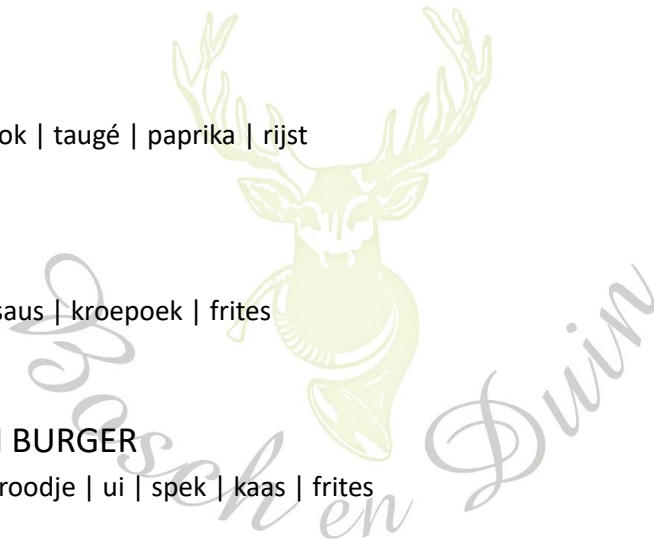 ok | taugé | paprika | rijst
saus | kroepoek | frites
BURGER
roodje | ui | spek | kaas | frites
Bosch en Duin